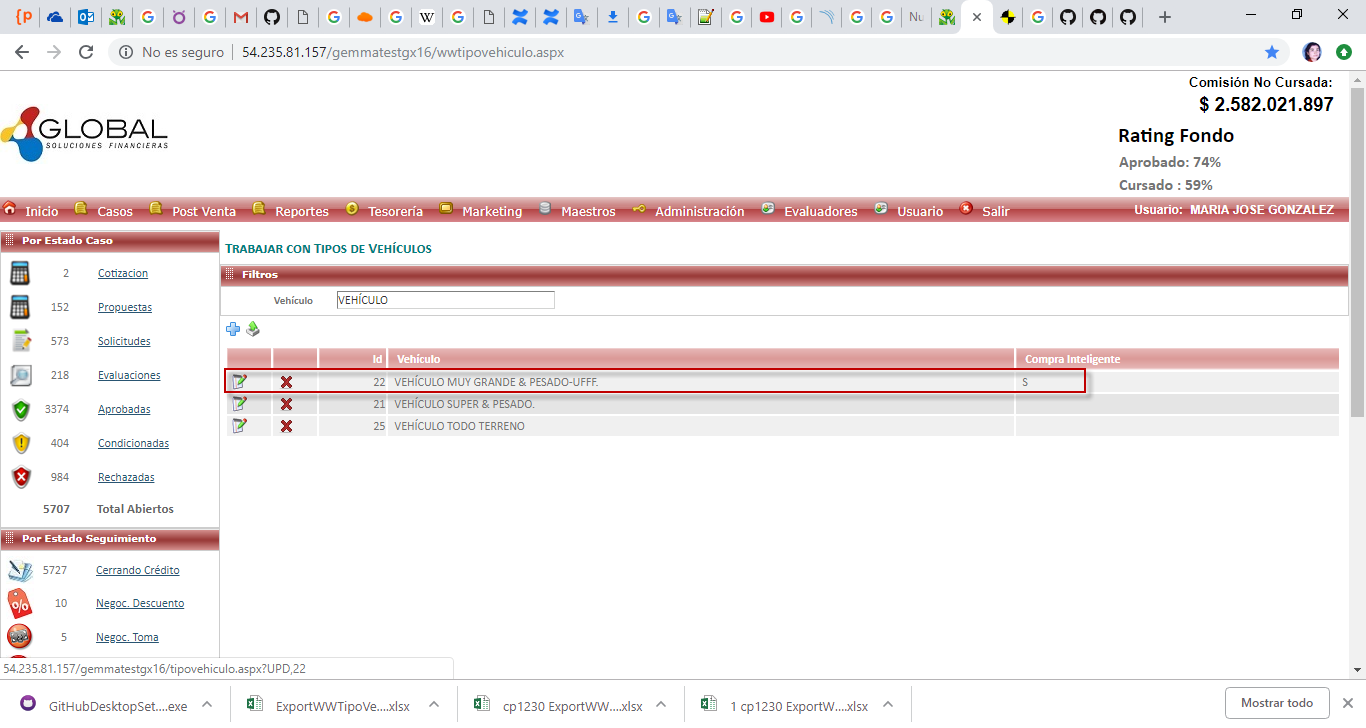 Nu
No es seguro | 54.235.81.157/gemmatestgx16/wwtipovehiculo.aspx
Comisión No Cursada:
$ 2.582.021.897
GLOBAL
SOLUCIONES FINANCIERAS
Rating Fondo
Aprobado: 74%
Cursado : 59%
Inicio Casos Post Venta Reportes Tesorería Marketing Maestros Administración Evaluadores Usuario Salir Usuario: MARIA JOSE GONZALEZ
Por Estado Caso
2 Cotizacion
152 Propuestas
573 Solicitudes
218 Evaluaciones
3374 Aprobadas
404 Condicionadas
984 Rechazadas
5707 Total Abiertos
Por Estado Seguimiento
5727 Cerrando Crédito
10 Negoc. Descuento
5 Negoc. Toma
TRABAJAR CON TIPOS DE VEHÍCULOS
Filtros
Vehículo VEHÍCULO
Id Vehículo Compra Inteligente
22 VEHÍCULO MUY GRANDE & PESADO-UFFF. S
21 VEHÍCULO SUPER & PESADO.
25 VEHÍCULO TODO TERRENO
54.235.81.157/gemmatestgx16/tipovehiculo.aspx?UPD,22
GitHubDesktopSet....exe
ExportWWTipoVe....xlsx
cp1230 ExportWW....xlsx
1 cp1230 ExportW....xlsx
Mostrar todo